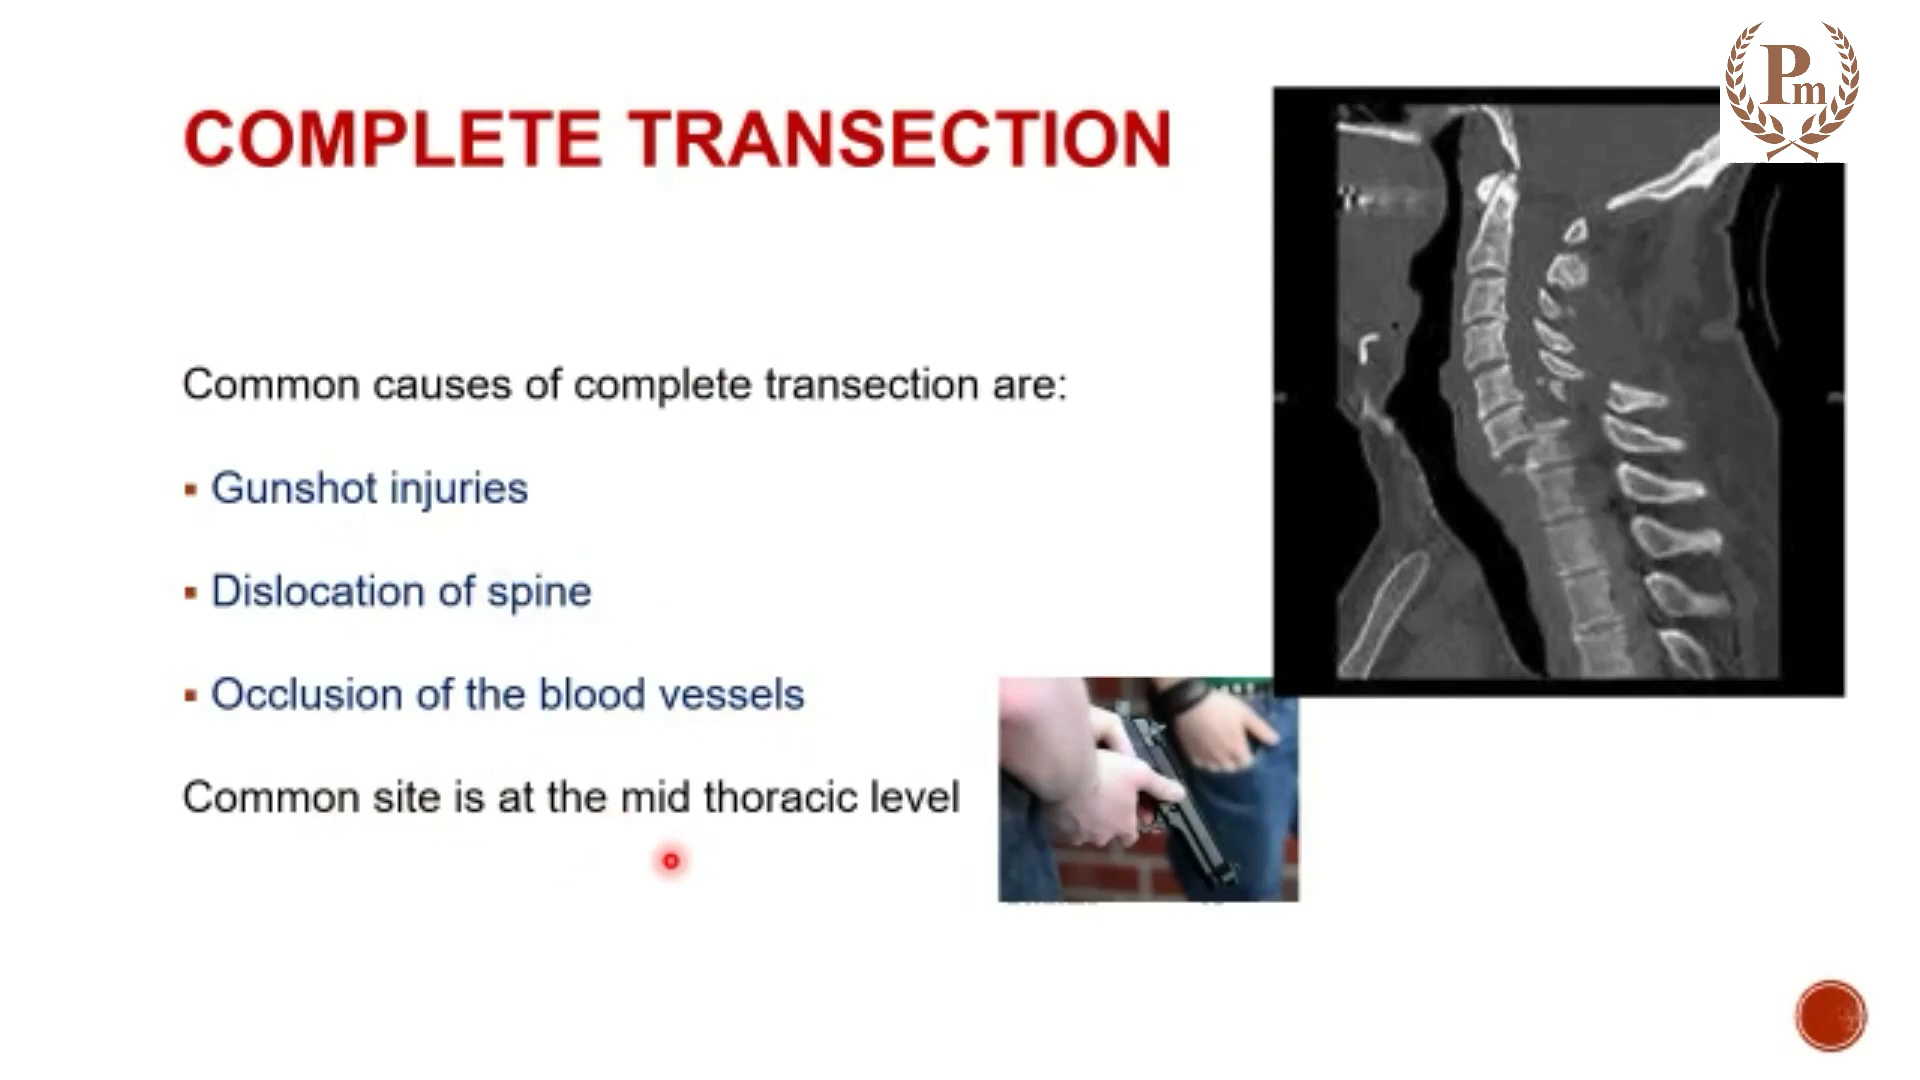 Pm
COMPLETE TRANSECTION
Common causes of complete transection are:
▪ Gunshot injuries
▪ Dislocation of spine
▪ Occlusion of the blood vessels
Common site is at the mid thoracic level